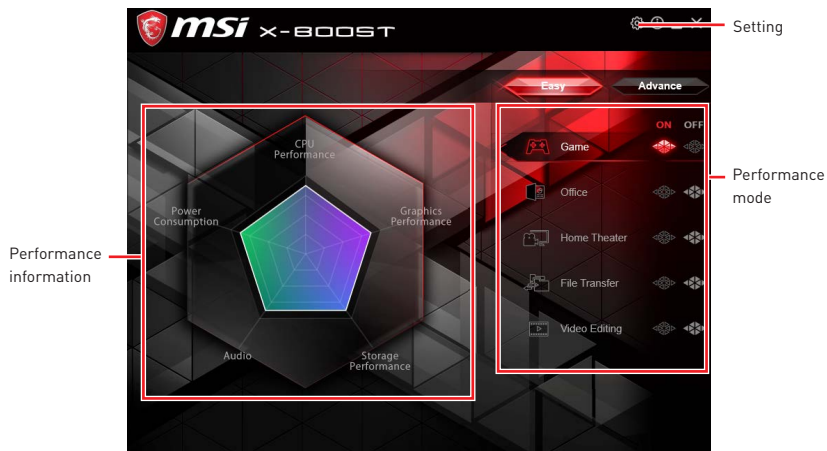 msi X-BOOST
Setting
Easy
Advance
ON OFF
Game
Office
Home Theater
File Transfer
Video Editing
Performance
mode
CPU
Performance
Power
Consumption
Graphics
Performance
Audio
Storage
Performance
Performance
information